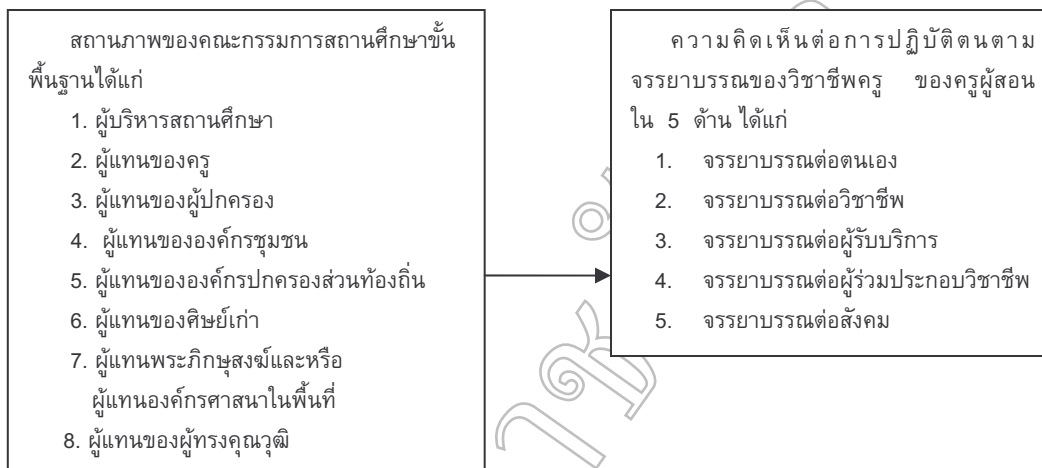 สถานภาพของคณะกรรมการสถานศึกษาขั้น
พื้นฐานได้แก่
1. ผู้บริหารสถานศึกษา
2. ผู้แทนของครู
3. ผู้แทนของผู้ปกครอง
4. ผู้แทนขององค์กรชุมชน
5. ผู้แทนขององค์กรปกครองส่วนท้องถิ่น
6. ผู้แทนของศิษย์เก่า
7. ผู้แทนพระภิกษุสงฆ์และหรือ
ผู้แทนองค์กรศาสนาในพื้นที่
8. ผู้แทนของผู้ทรงคุณวุฒิ
ความคิดเห็นต่อการปฏิบัติตนตาม
จรรยาบรรณของวิชาชีพครู ของครูผู้สอน
ใน 5 ด้าน ได้แก่
1. จรรยาบรรณต่อตนเอง
2. จรรยาบรรณต่อวิชาชีพ
3. จรรยาบรรณต่อผู้รับบริการ
4. จรรยาบรรณต่อผู้ร่วมประกอบวิชาชีพ
5. จรรยาบรรณต่อสังคม